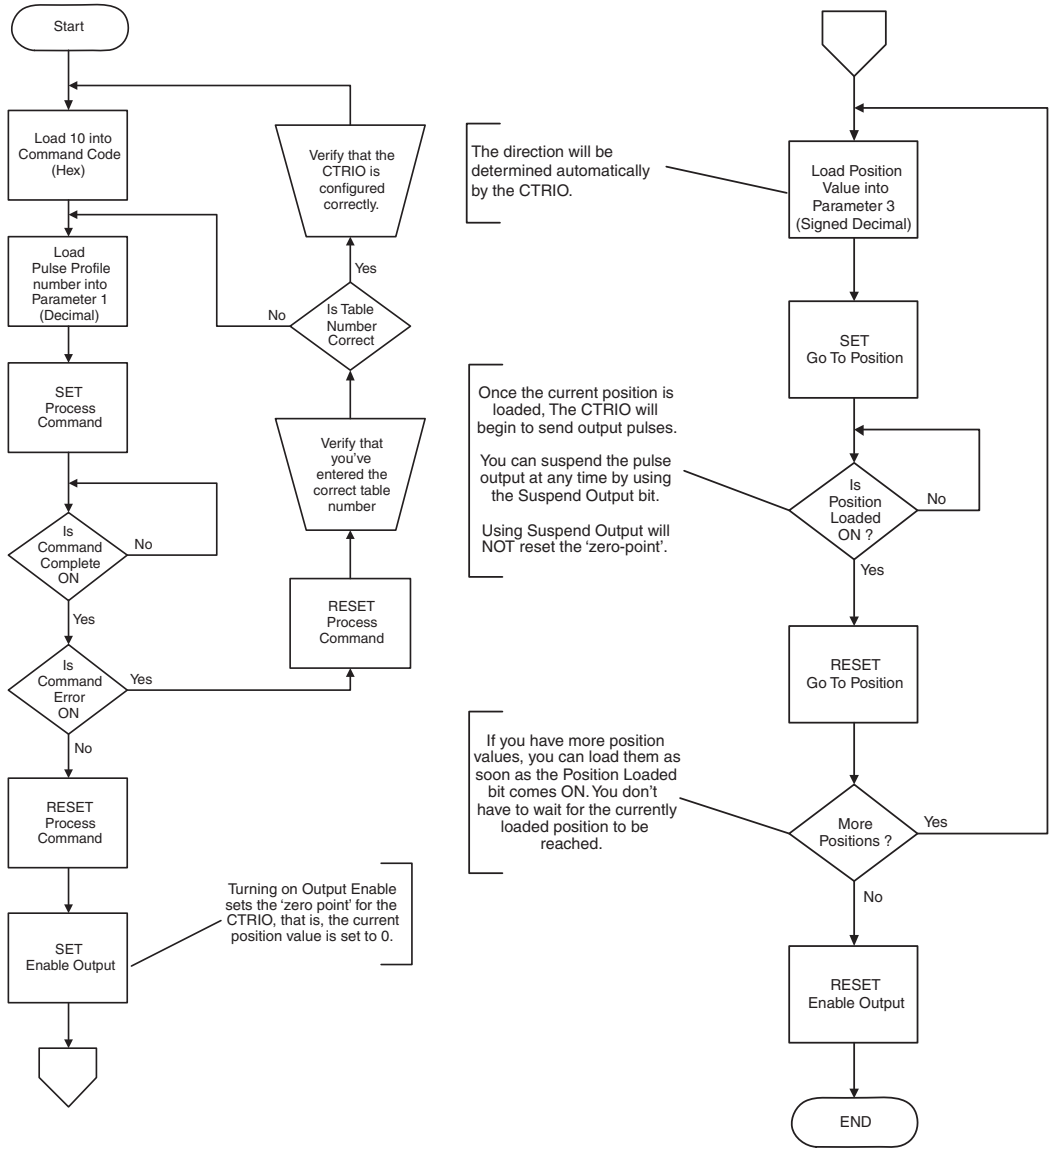 Start
Load 10 into
Command Code
(Hex)
Load
Pulse Profile
number into
Parameter 1
(Decimal)
SET
Process
Command
Is
Command
Complete
ON
No
Yes
Is
Command
Error
ON
Yes
No
RESET
Process
Command
SET
Enable Output
Turning on Output Enable
sets the ‘zero point’ for the
CTRIO, that is, the current
position value is set to 0.
Verify that the
CTRIO is
configured
correctly.
Yes
Is Table
Number
Correct
No
Verify that
you’ve
entered the
correct table
number
RESET
Process
Command
The direction will be
determined automatically
by the CTRIO.
Load Position
Value into
Parameter 3
(Signed Decimal)
SET
Go To Position
Once the current position is
loaded, The CTRIO will
begin to send output pulses.
You can suspend the pulse
output at any time by using
the Suspend Output bit.
Using Suspend Output will
NOT reset the ‘zero-point’.
Is
Position
Loaded
ON ?
No
Yes
RESET
Go To Position
If you have more position
values, you can load them as
soon as the Position Loaded
bit comes ON. You don’t
have to wait for the currently
loaded position to be
reached.
More
Positions ?
Yes
No
RESET
Enable Output
END